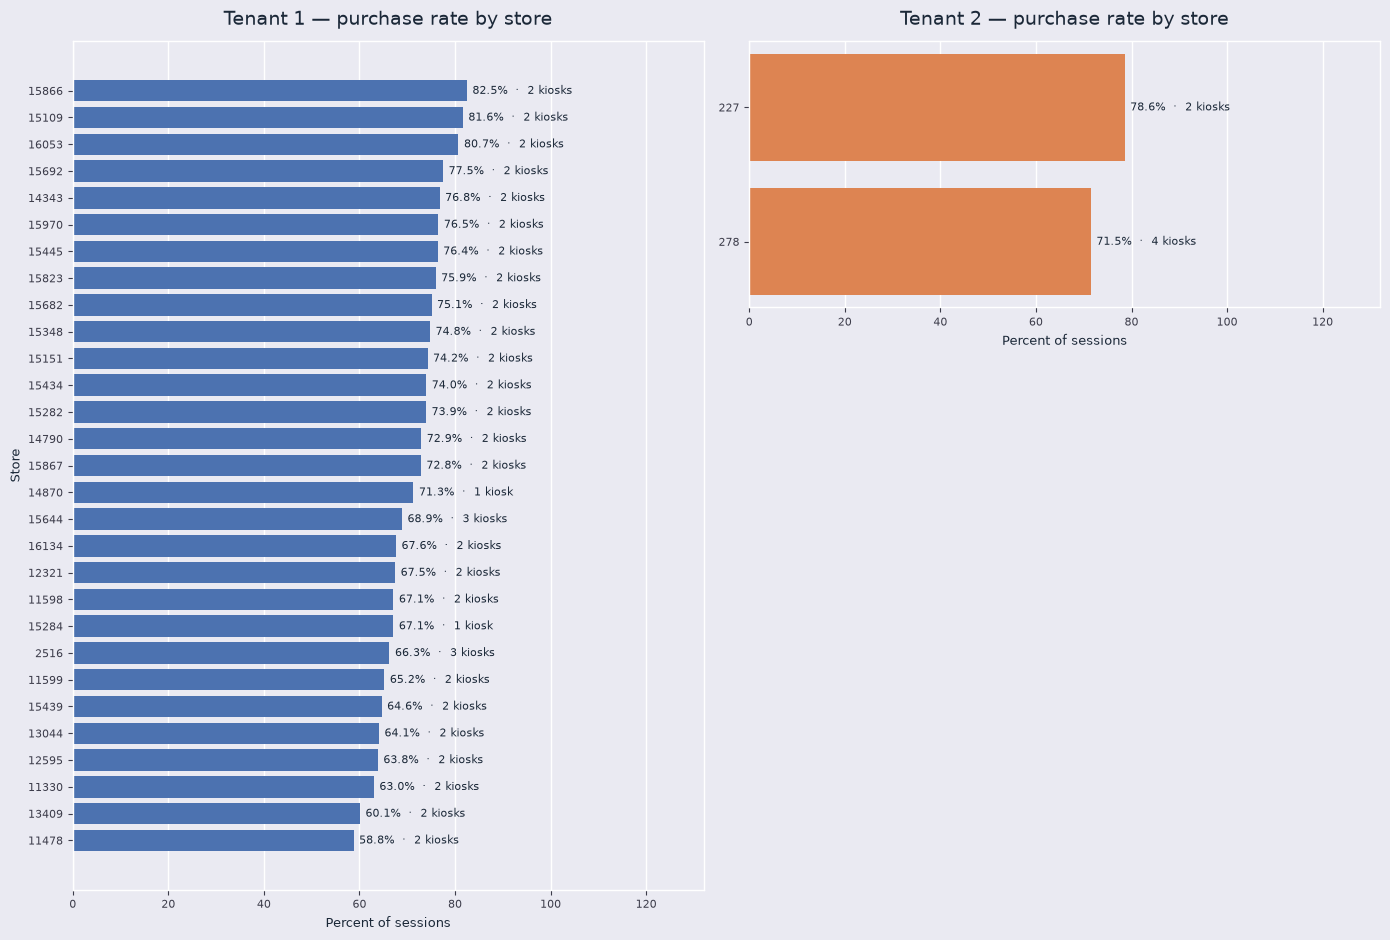 Tenant 1 — purchase rate by store
Store
15866 82.5% · 2 kiosks
15109 81.6% · 2 kiosks
16053 80.7% · 2 kiosks
15692 77.5% · 2 kiosks
14343 76.8% · 2 kiosks
15970 76.5% · 2 kiosks
15445 76.4% · 2 kiosks
15823 75.9% · 2 kiosks
15682 75.1% · 2 kiosks
15348 74.8% · 2 kiosks
15151 74.2% · 2 kiosks
15434 74.0% · 2 kiosks
15282 73.9% · 2 kiosks
14790 72.9% · 2 kiosks
15867 72.8% · 2 kiosks
14870 71.3% · 1 kiosk
15644 68.9% · 3 kiosks
16134 67.6% · 2 kiosks
12321 67.5% · 2 kiosks
11598 67.1% · 2 kiosks
15284 67.1% · 1 kiosk
2516 66.3% · 3 kiosks
11599 65.2% · 2 kiosks
15439 64.6% · 2 kiosks
13044 64.1% · 2 kiosks
12595 63.8% · 2 kiosks
11330 63.0% · 2 kiosks
13409 60.1% · 2 kiosks
11478 58.8% · 2 kiosks
0 20 40 60 80 100 120
Percent of sessions
Tenant 2 — purchase rate by store
227 78.6% · 2 kiosks
278 71.5% · 4 kiosks
0 20 40 60 80 100 120
Percent of sessions